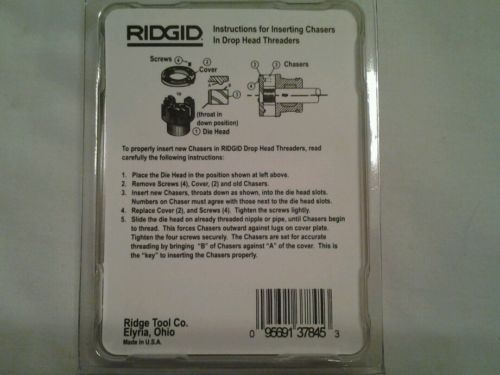 RIDGID
Instructions for Inserting Chasers
In Drop Head Threaders
Screws (4)
(2)
Cover
(3)
Chasers
(throat in
down position)
(1) Die Head
To properly insert new Chasers in RIDGID Drop Head Threaders, read
carefully the following instructions:
1. Place the Die Head in the position shown at left above.
2. Remove Screws (4), Cover, (2) and old Chasers.
3. Insert new Chasers, throats down as shown, into the die head slots.
Numbers on Chaser must agree with those next to the die head slots.
4. Replace Cover (2), and Screws (4). Tighten the screws lightly.
5. Slide the die head on already threaded nipple or pipe, until Chasers begin
to thread. This forces Chasers outward against lugs on cover plate.
Tighten the four screws securely. The Chasers are set for accurate
threading by bringing "B" of Chasers against "A" of the cover. This is
the "key" to inserting the Chasers properly.
Ridge Tool Co.
Elyria, Ohio
Made in U.S.A.
0 95691 37845 3